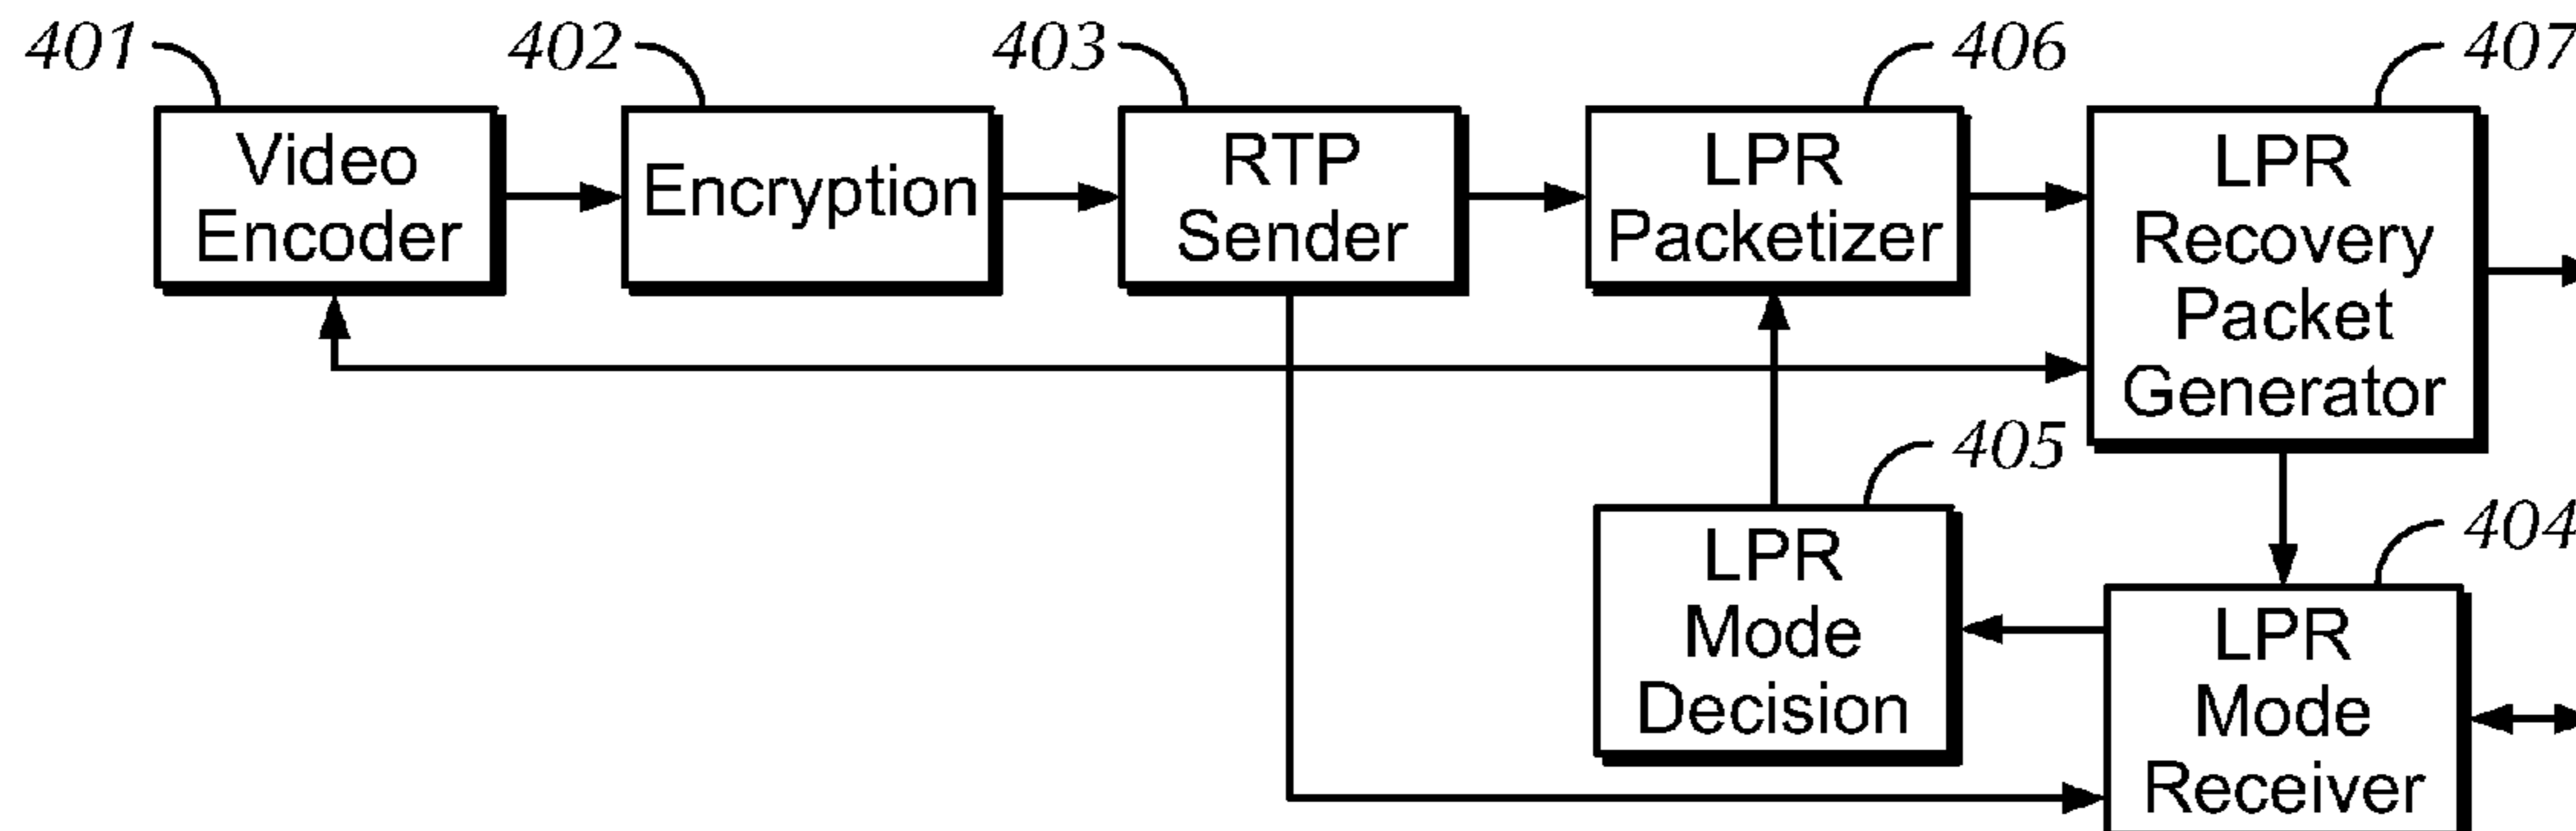 401
402
403
406
407
Video
Encoder
Encryption
RTP
Sender
LPR
Packetizer
LPR
Recovery
Packet
Generator
405
LPR
Mode
Decision
404
LPR
Mode
Receiver